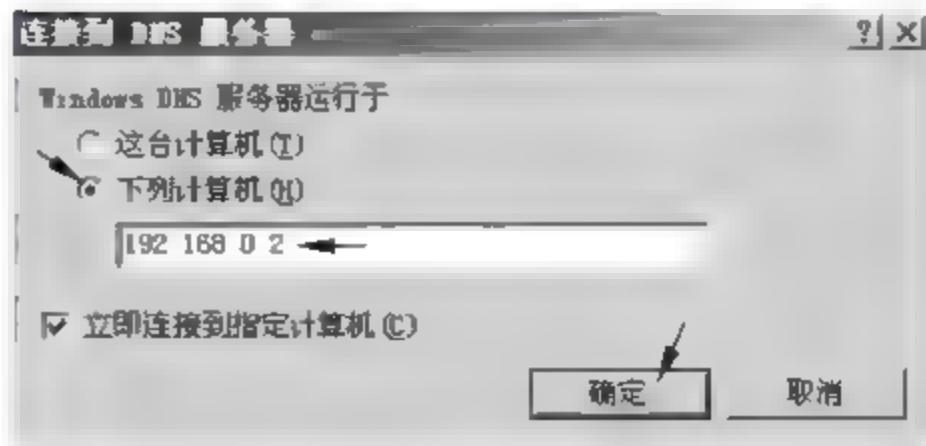 连接到 DNS 服务器
Windows DNS 服务器运行于
这台计算机(T)
下列计算机(H)
192 168 0 2
立即连接到指定计算机(C)
确定
取消